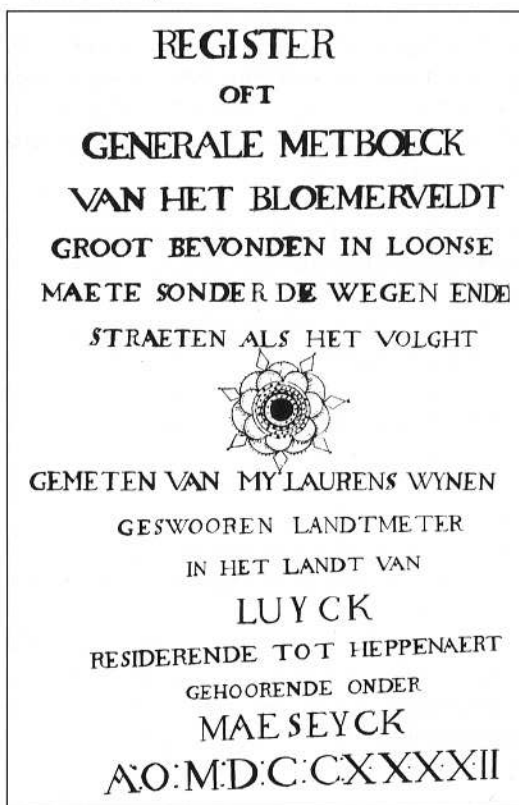 REGISTER
OFT
GENERALE METBOECK
VAN HET BLOEMERVELDT
GROOT BEVONDEN IN LOONSE
MAETE SONDER DE WEGEN ENDE
STRAETEN ALS HET VOLGHT
GEMETEN VAN MY LAURENS WYNEN
GESWOOREN LANDTMETER
IN HET LANDT VAN
LUYCK
RESIDERENDE TOT HEPPENAERT
GEHOORENDE ONDER
MAESEYCK
A:O:M:D:C:CXXXXII